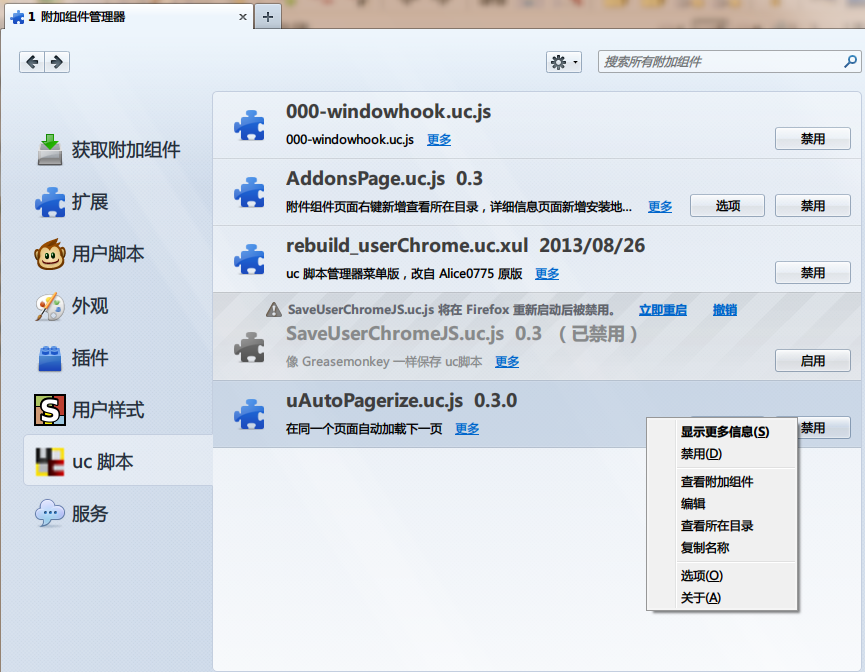 1 附加组件管理器
搜索所有附加组件
获取附加组件
扩展
用户脚本
外观
插件
用户样式
uc 脚本
服务
000-windowhook.uc.js
000-windowhook.uc.js 更多 禁用
AddonsPage.uc.js 0.3
附件组件页面右键新增查看所在目录，详细信息页面新增安装地... 更多 选项 禁用
rebuild_userChrome.uc.xul 2013/08/26
uc 脚本管理器菜单版，改自 Alice0775 原版 更多 禁用
SaveUserChromeJS.uc.js 将在 Firefox 重新启动后被禁用。 立即重启 撤销
SaveUserChromeJS.uc.js 0.3 （已禁用）
像 Greasemonkey 一样保存 uc脚本 更多 启用
uAutoPagerize.uc.js 0.3.0
在同一个页面自动加载下一页 更多 禁用
显示更多信息(S)
禁用(D)
查看附加组件
编辑
查看所在目录
复制名称
选项(O)
关于(A)